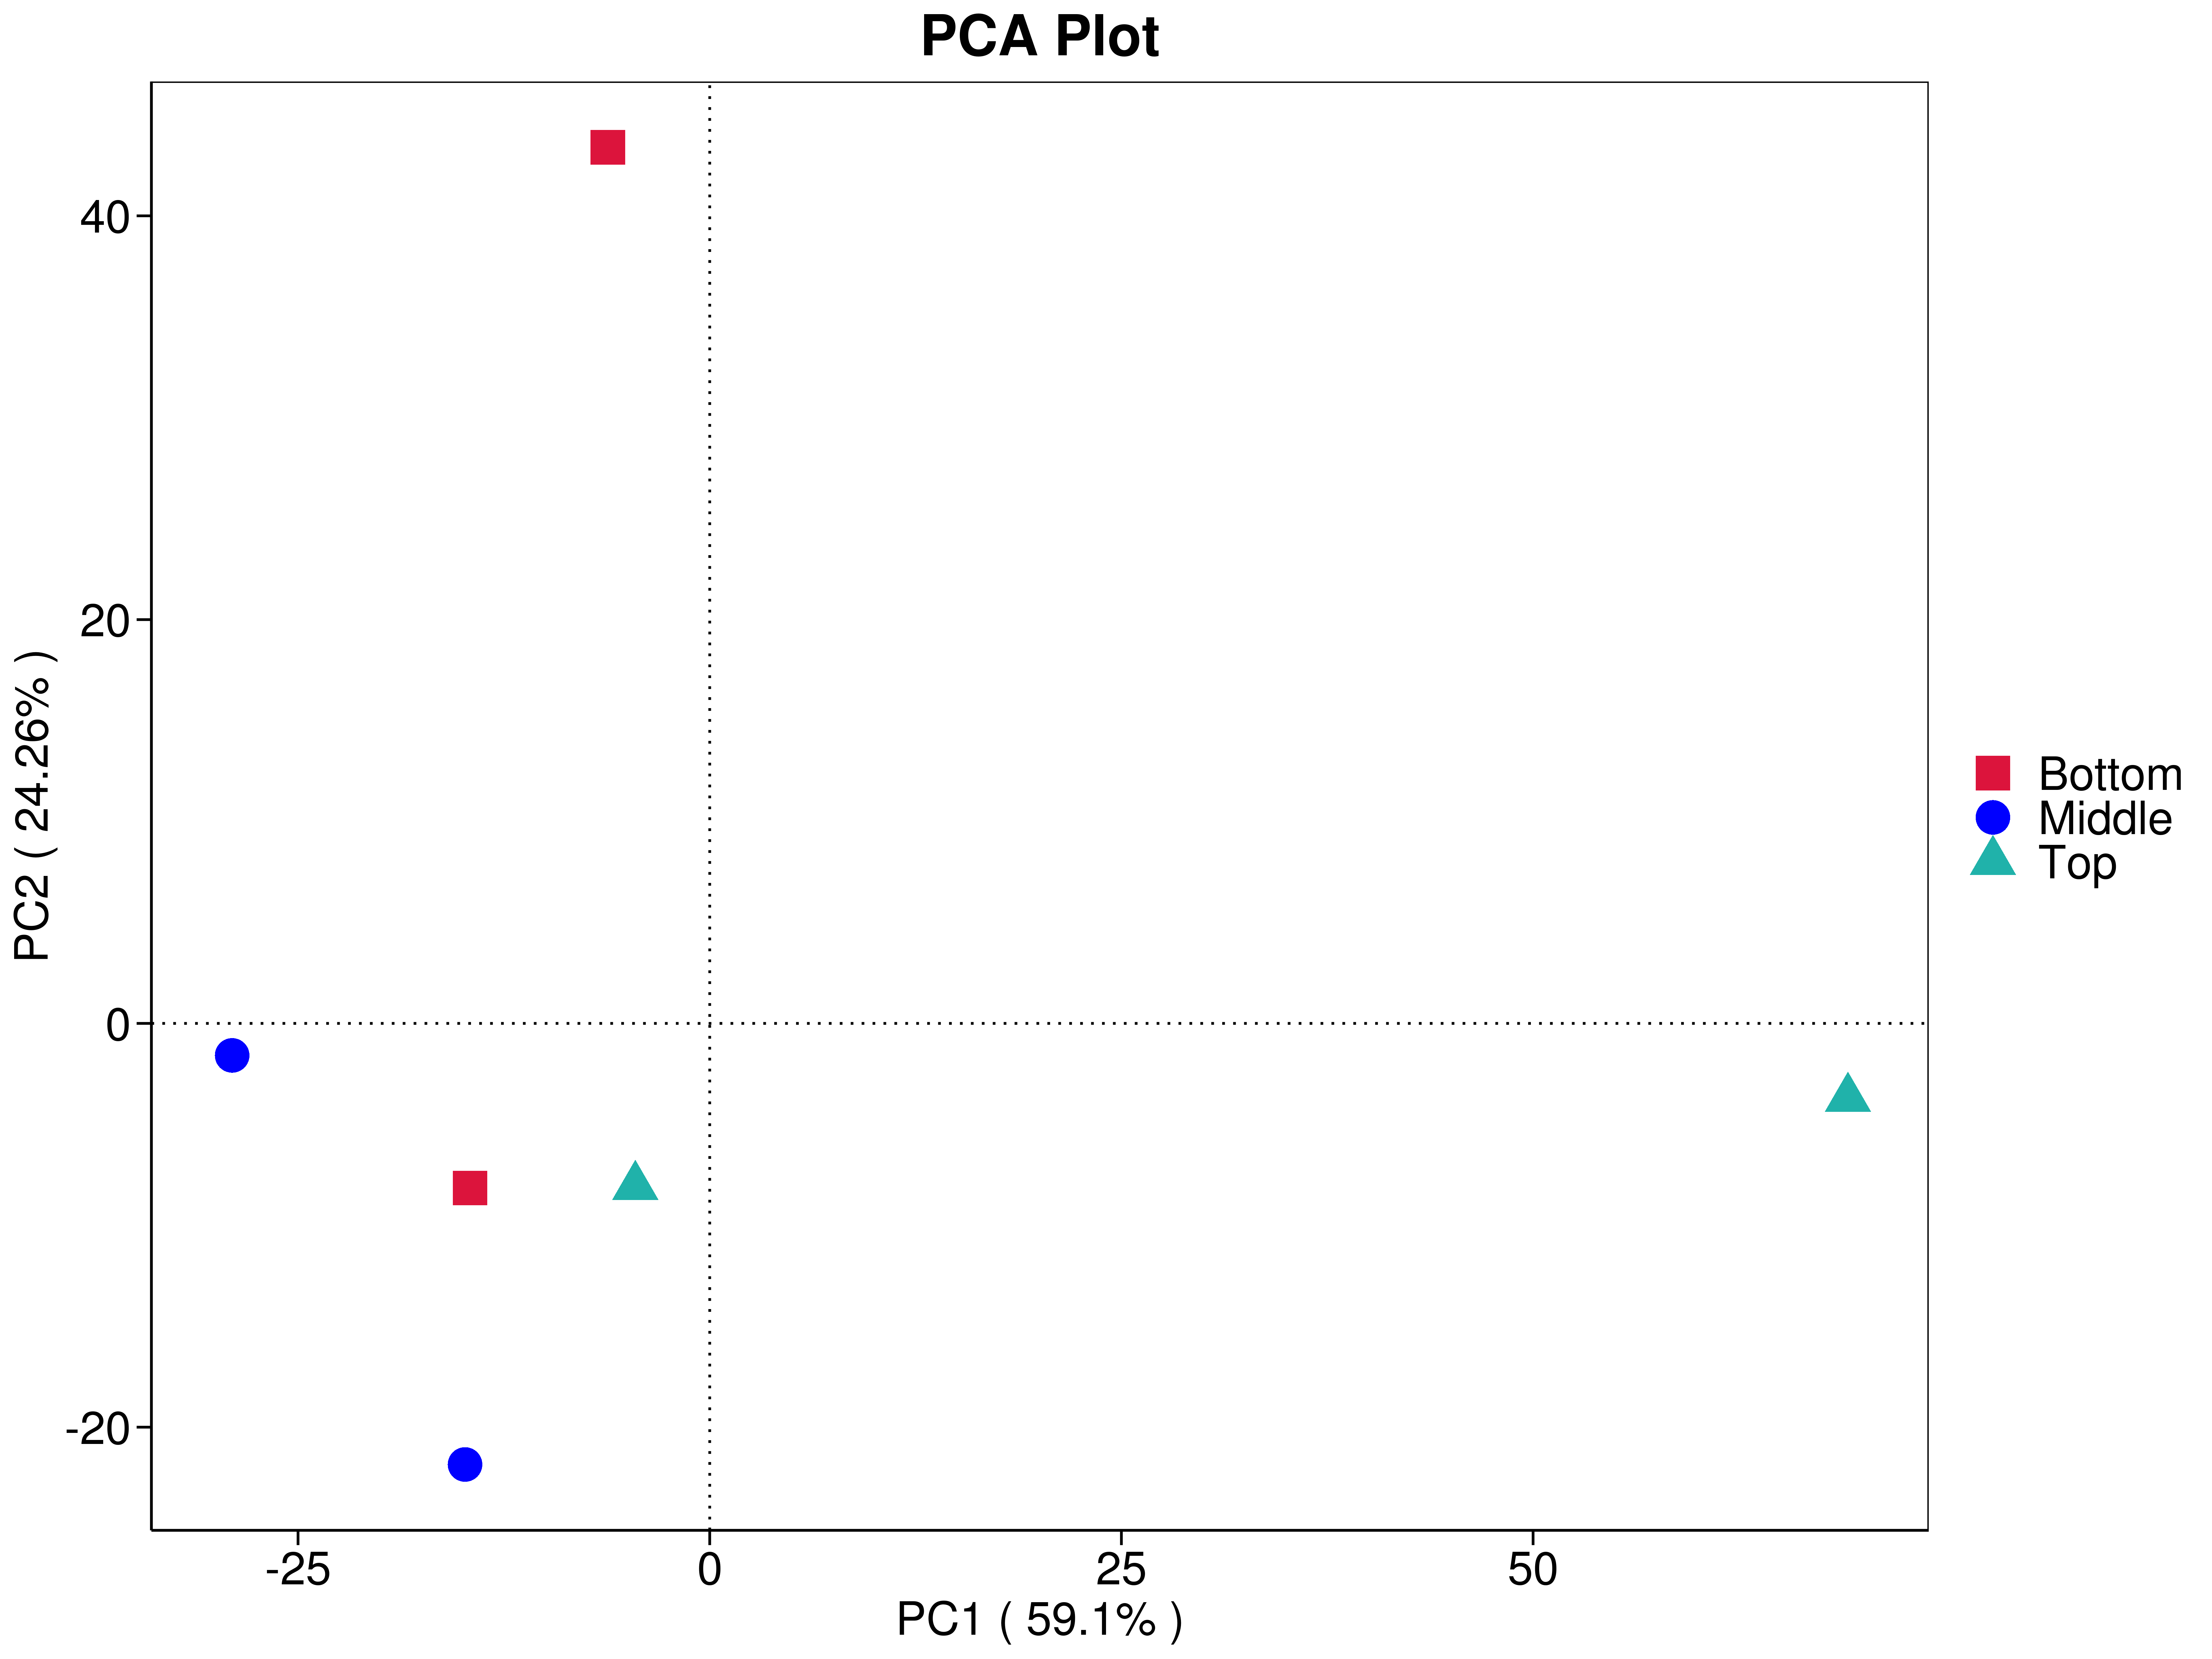 PCA Plot
40
20
0
-20
PC2 ( 24.26% )
-25
0
25
50
PC1 ( 59.1% )
Bottom
Middle
Top